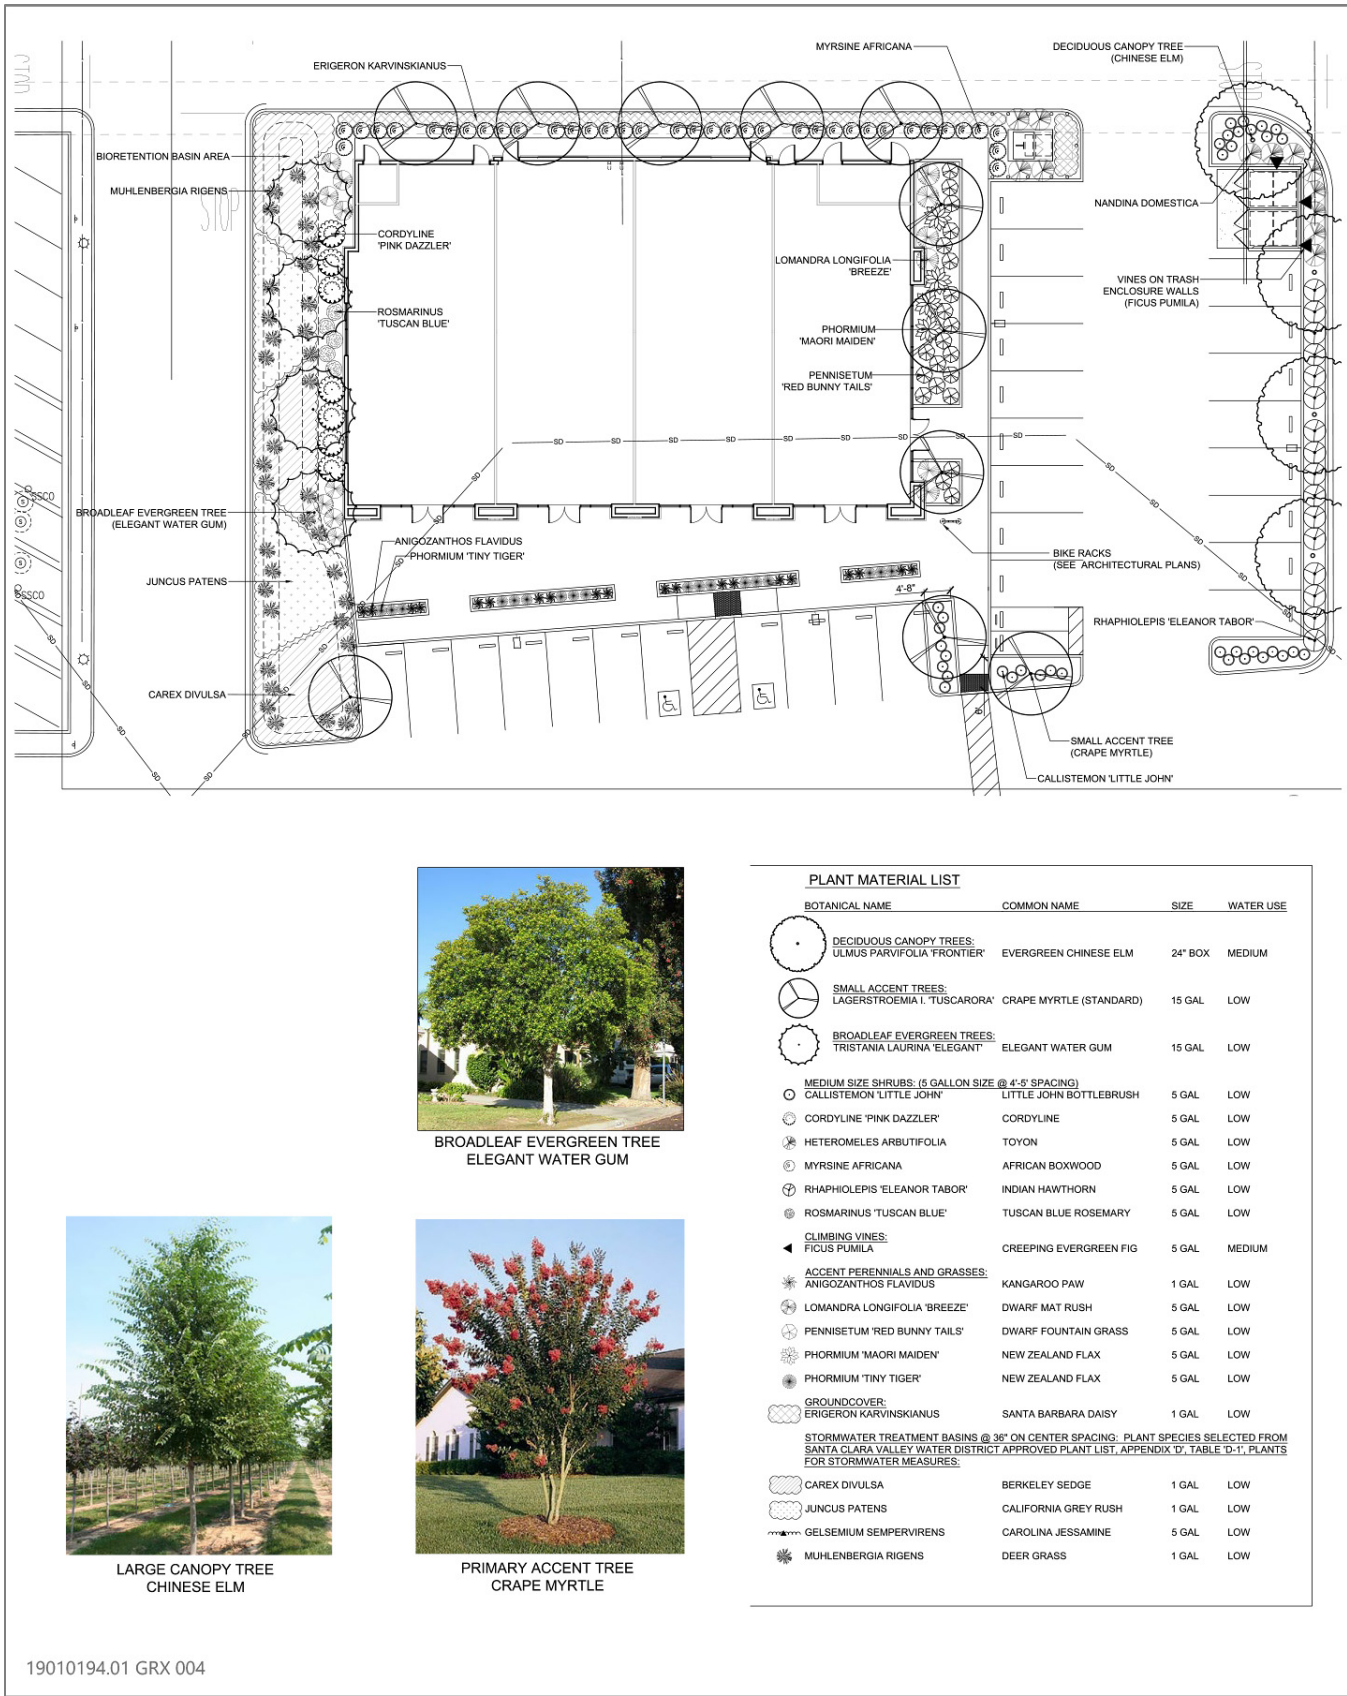 MYRSINE AFRICANA
DECIDUOUS CANOPY TREE
(CHINESE ELM)
ERIGERON KARVINSKIANUS
BIORETENTION BASIN AREA
MUHLENBERGIA RIGENS
STOP
NANDINA DOMESTICA
CORDYLINE
'PINK DAZZLER'
LOMANDRA LONGIFOLIA
'BREEZE'
VINES ON TRASH
ENCLOSURE WALLS
(FICUS PUMILA)
ROSMARINUS
'TUSCAN BLUE'
PHORMIUM
'MAORI MAIDEN'
PENNISETUM
'RED BUNNY TAILS'
SD SD SD SD SD SD SD SD SD
SD
SD
SD
SD
SSCO
S
S
S
SSCO
BROADLEAF EVERGREEN TREE
(ELEGANT WATER GUM)
ANIGOZANTHOS FLAVIDUS
PHORMIUM 'TINY TIGER'
BIKE RACKS
(SEE ARCHITECTURAL PLANS)
JUNCUS PATENS
4'-8"
RHAPHIOLEPIS 'ELEANOR TABOR'
CAREX DIVULSA
SMALL ACCENT TREE
(CRAPE MYRTLE)
CALLISTEMON 'LITTLE JOHN'
BROADLEAF EVERGREEN TREE
ELEGANT WATER GUM
LARGE CANOPY TREE
CHINESE ELM
PRIMARY ACCENT TREE
CRAPE MYRTLE
PLANT MATERIAL LIST
BOTANICAL NAME COMMON NAME SIZE WATER USE
DECIDUOUS CANOPY TREES:
ULMUS PARVIFOLIA 'FRONTIER' EVERGREEN CHINESE ELM 24" BOX MEDIUM
SMALL ACCENT TREES:
LAGERSTROEMIA I. 'TUSCARORA' CRAPE MYRTLE (STANDARD) 15 GAL LOW
BROADLEAF EVERGREEN TREES:
TRISTANIA LAURINA 'ELEGANT' ELEGANT WATER GUM 15 GAL LOW
MEDIUM SIZE SHRUBS: (5 GALLON SIZE @ 4'-5' SPACING)
CALLISTEMON 'LITTLE JOHN' LITTLE JOHN BOTTLEBRUSH 5 GAL LOW
CORDYLINE 'PINK DAZZLER' CORDYLINE 5 GAL LOW
HETEROMELES ARBUTIFOLIA TOYON 5 GAL LOW
MYRSINE AFRICANA AFRICAN BOXWOOD 5 GAL LOW
RHAPHIOLEPIS 'ELEANOR TABOR' INDIAN HAWTHORN 5 GAL LOW
ROSMARINUS 'TUSCAN BLUE' TUSCAN BLUE ROSEMARY 5 GAL LOW
CLIMBING VINES:
FICUS PUMILA CREEPING EVERGREEN FIG 5 GAL MEDIUM
ACCENT PERENNIALS AND GRASSES:
ANIGOZANTHOS FLAVIDUS KANGAROO PAW 1 GAL LOW
LOMANDRA LONGIFOLIA 'BREEZE' DWARF MAT RUSH 5 GAL LOW
PENNISETUM 'RED BUNNY TAILS' DWARF FOUNTAIN GRASS 5 GAL LOW
PHORMIUM 'MAORI MAIDEN' NEW ZEALAND FLAX 5 GAL LOW
PHORMIUM 'TINY TIGER' NEW ZEALAND FLAX 5 GAL LOW
GROUNDCOVER:
ERIGERON KARVINSKIANUS SANTA BARBARA DAISY 1 GAL LOW
STORMWATER TREATMENT BASINS @ 36" ON CENTER SPACING: PLANT SPECIES SELECTED FROM
SANTA CLARA VALLEY WATER DISTRICT APPROVED PLANT LIST, APPENDIX 'D', TABLE 'D-1', PLANTS
FOR STORMWATER MEASURES:
CAREX DIVULSA BERKELEY SEDGE 1 GAL LOW
JUNCUS PATENS CALIFORNIA GREY RUSH 1 GAL LOW
GELSEMIUM SEMPERVIRENS CAROLINA JESSAMINE 5 GAL LOW
MUHLENBERGIA RIGENS DEER GRASS 1 GAL LOW
19010194.01 GRX 004